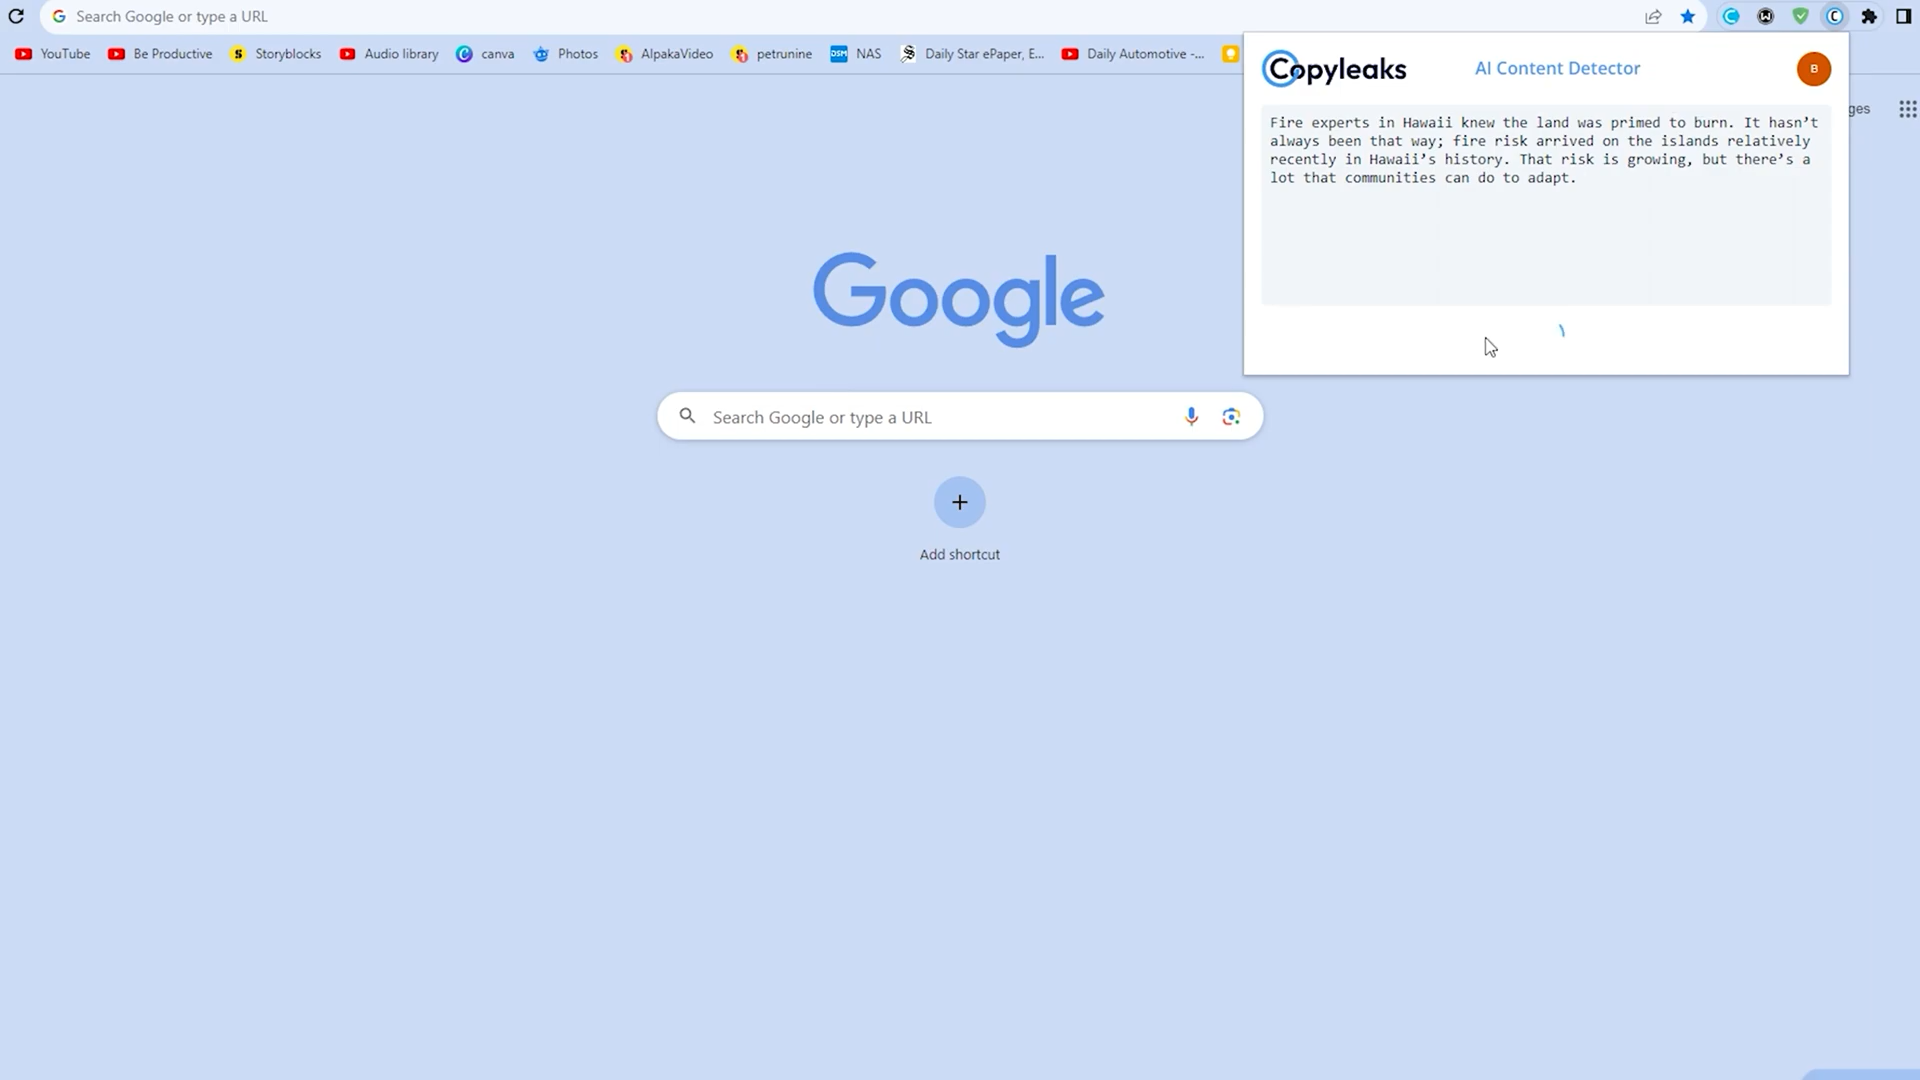 Search Google or type a URL
YouTube
Be Productive
Storyblocks
Audio library
canva
Photos
AlpakaVideo
petrunine
DSM
NAS
Daily Star ePaper, E...
Daily Automotive -...
Copyleaks
AI Content Detector
B
Fire experts in Hawaii knew the land was primed to burn. It hasn’t
always been that way; fire risk arrived on the islands relatively
recently in Hawaii’s history. That risk is growing, but there’s a
lot that communities can do to adapt.
ges
Google
Search Google or type a URL
Add shortcut